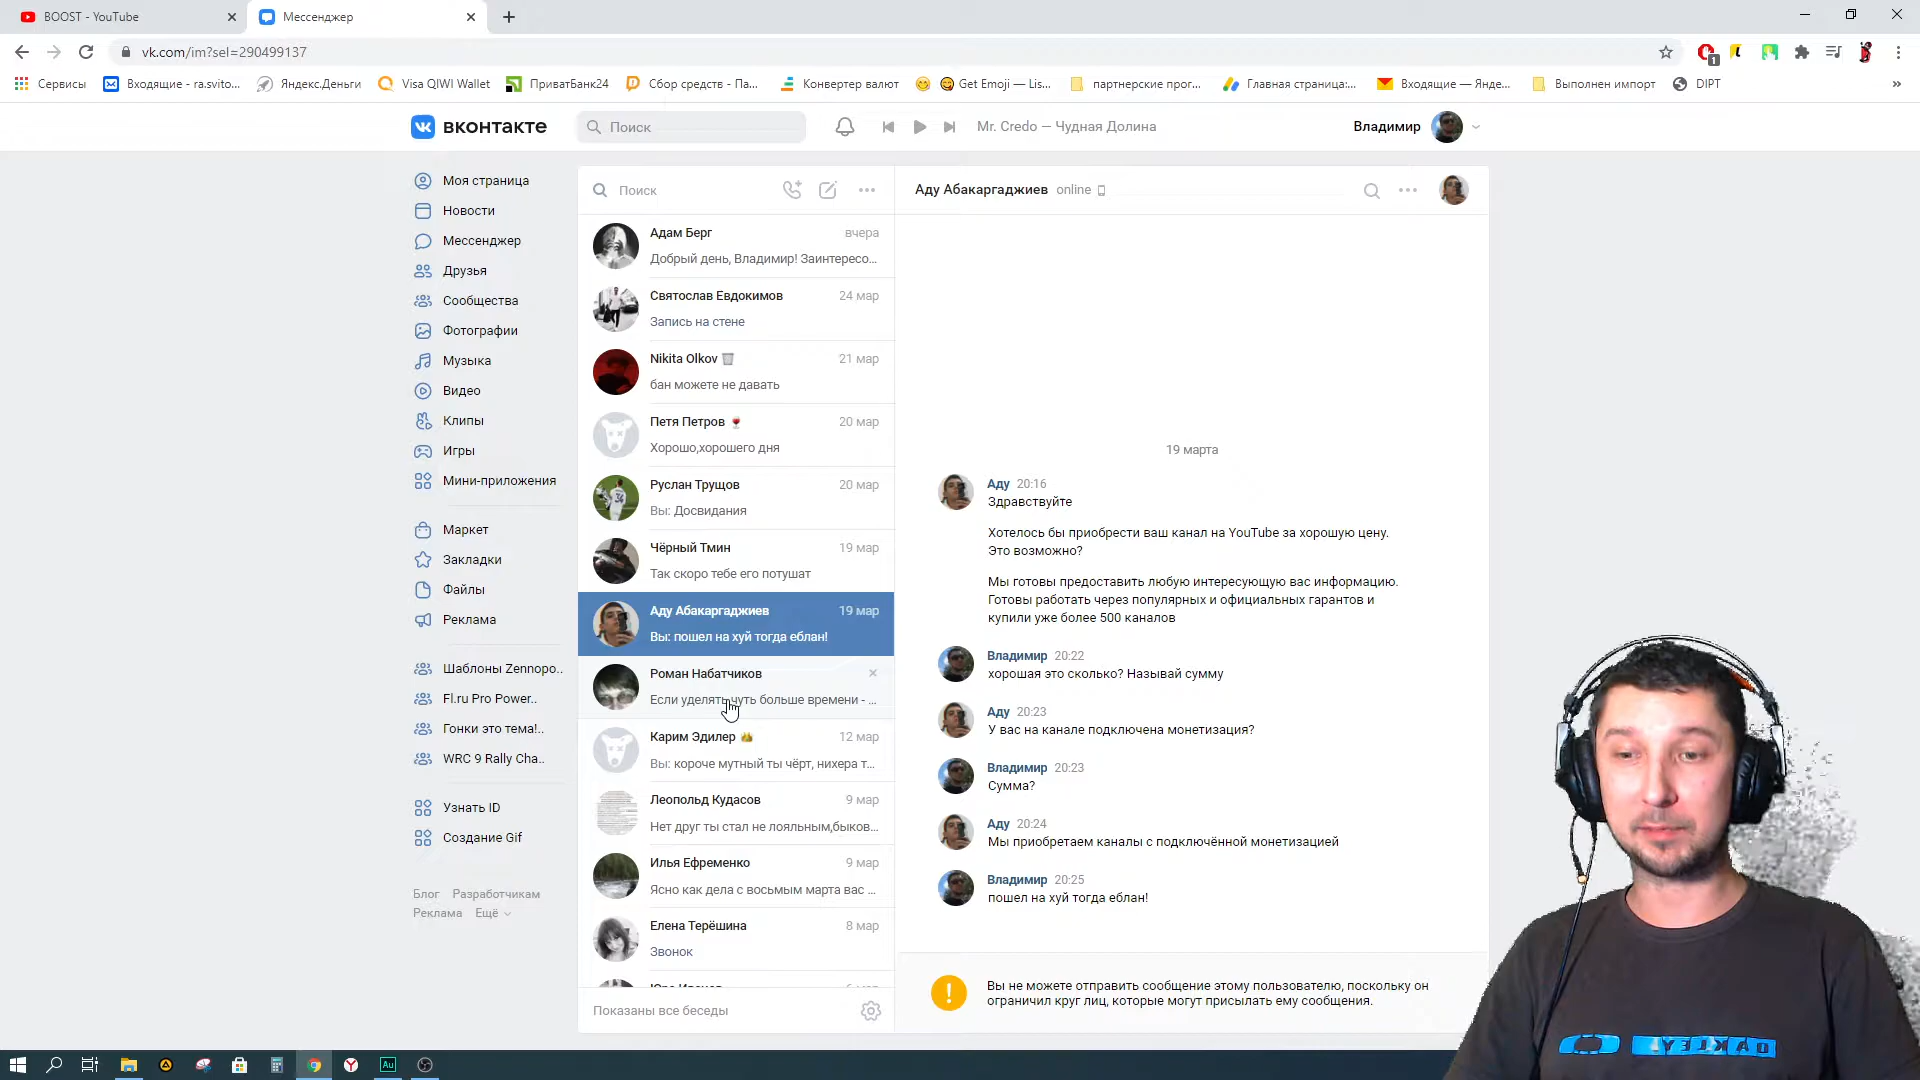 BOOST - YouTube
Мессенджер
vk.com/im?sel=290499137
1
Сервисы
Входящие - ra.svito...
Яндекс.Деньги
Visa QIWI Wallet
ПриватБанк24
Сбор средств - Па...
Конвертер валют
Get Emoji — Lis...
партнерские прог...
Главная страница:...
Входящие — Янде...
Выполнен импорт
DIPT
»
вконтакте
Поиск
Mr. Credo — Чудная Долина
Владимир
Моя страница
Новости
Мессенджер
Друзья
Сообщества
Фотографии
Музыка
Видео
Клипы
Игры
Мини-приложения
Маркет
Закладки
Файлы
Реклама
Шаблоны Zennopo..
Fl.ru Pro Power..
Гонки это тема!..
WRC 9 Rally Cha..
Узнать ID
Создание Gif
Блог Разработчикам
Реклама Ещё
Поиск
Адам Берг вчера
Добрый день, Владимир! Заинтересо...
Святослав Евдокимов 24 мар
Запись на стене
Nikita Olkov 21 мар
бан можете не давать
Петя Петров 20 мар
Хорошо,хорошего дня
Руслан Трущов 20 мар
Вы: Досвидания
Чёрный Тмин 19 мар
Так скоро тебе его потушат
Аду Абакаргаджиев 19 мар
Вы: пошел на хуй тогда еблан!
Роман Набатчиков
Если уделять чуть больше времени - ...
Карим Эдилер 12 мар
Вы: короче мутный ты чёрт, нихера т...
Леопольд Кудасов 9 мар
Нет друг ты стал не лояльным,быков...
Илья Ефременко 9 мар
Ясно как дела с восьмым марта вас ...
Елена Терёшина 8 мар
Звонок
Показаны все беседы
Аду Абакаргаджиев online
19 марта
Аду 20:16
Здравствуйте
Хотелось бы приобрести ваш канал на YouTube за хорошую цену.
Это возможно?
Мы готовы предоставить любую интересующую вас информацию.
Готовы работать через популярных и официальных гарантов и
купили уже более 500 каналов
Владимир 20:22
хорошая это сколько? Называй сумму
Аду 20:23
У вас на канале подключена монетизация?
Владимир 20:23
Сумма?
Аду 20:24
Мы приобретаем каналы с подключённой монетизацией
Владимир 20:25
пошел на хуй тогда еблан!
Вы не можете отправить сообщение этому пользователю, поскольку он
ограничил круг лиц, которые могут присылать ему сообщения.
OAKLEY
Au